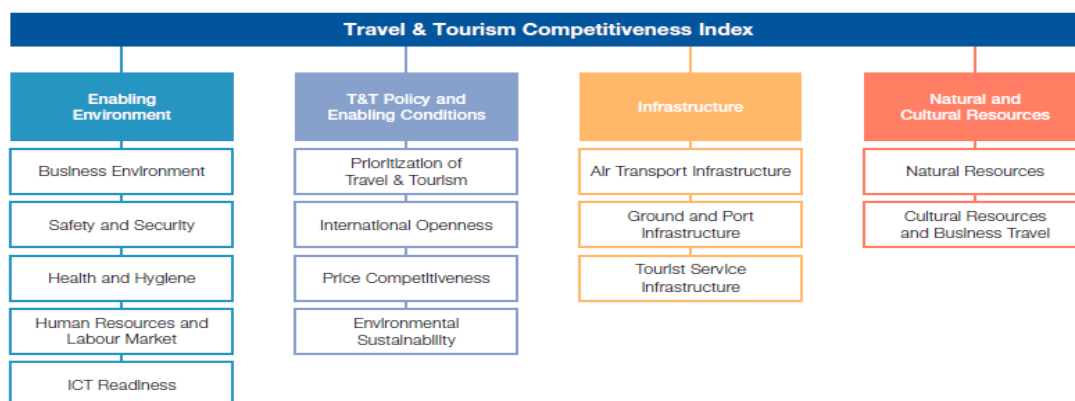 Travel & Tourism Competitiveness Index
Enabling
Environment
Business Environment
Safety and Security
Health and Hygiene
Human Resources and
Labour Market
ICT Readiness
T&T Policy and
Enabling Conditions
Prioritization of
Travel & Tourism
International Openness
Price Competitiveness
Environmental
Sustainability
Infrastructure
Air Transport Infrastructure
Ground and Port
Infrastructure
Tourist Service
Infrastructure
Natural and
Cultural Resources
Natural Resources
Cultural Resources
and Business Travel